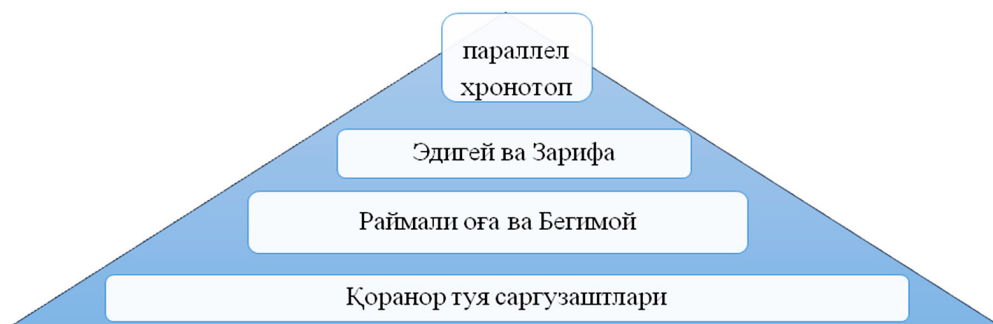 параллел
хронотоп
Эдигей ва Зарифа
Раймали оға ва Бегимой
Қоранор туя саргузаштлари